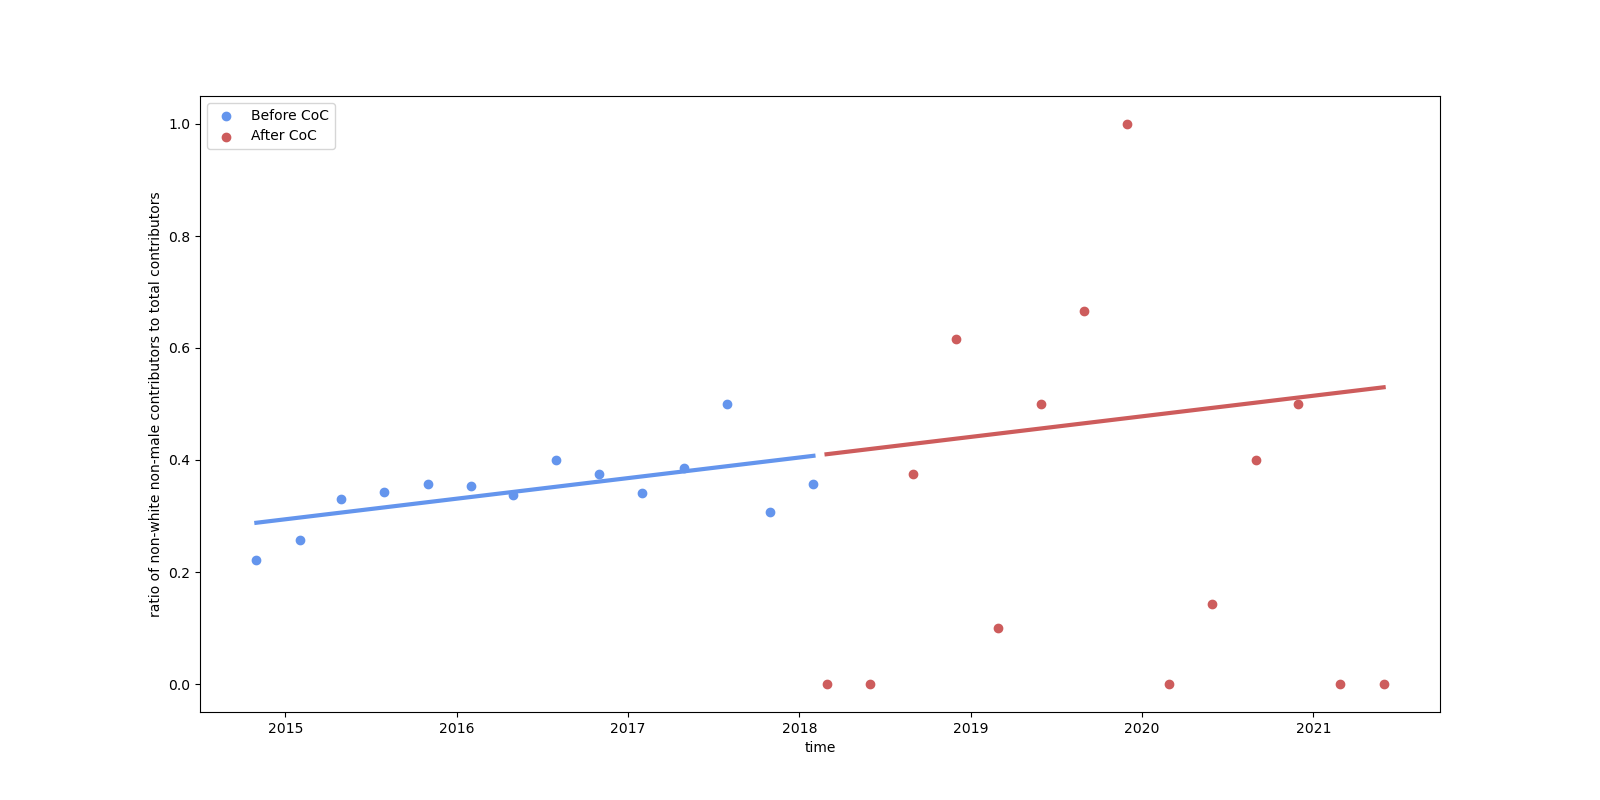 Before CoC
After CoC
1.0
0.8
0.6
0.4
0.2
0.0
ratio of non-white non-male contributors to total contributors
2015 2016 2017 2018 2019 2020 2021
time